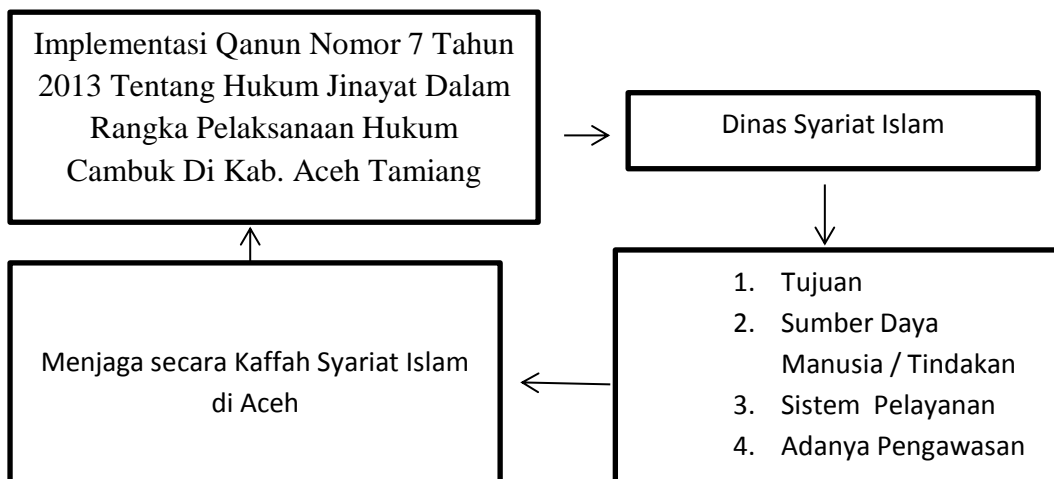 Implementasi Qanun Nomor 7 Tahun
2013 Tentang Hukum Jinayat Dalam
Rangka Pelaksanaan Hukum
Cambuk Di Kab. Aceh Tamiang
Dinas Syariat Islam
1. Tujuan
2. Sumber Daya
Manusia / Tindakan
3. Sistem Pelayanan
4. Adanya Pengawasan
Menjaga secara Kaffah Syariat Islam
di Aceh